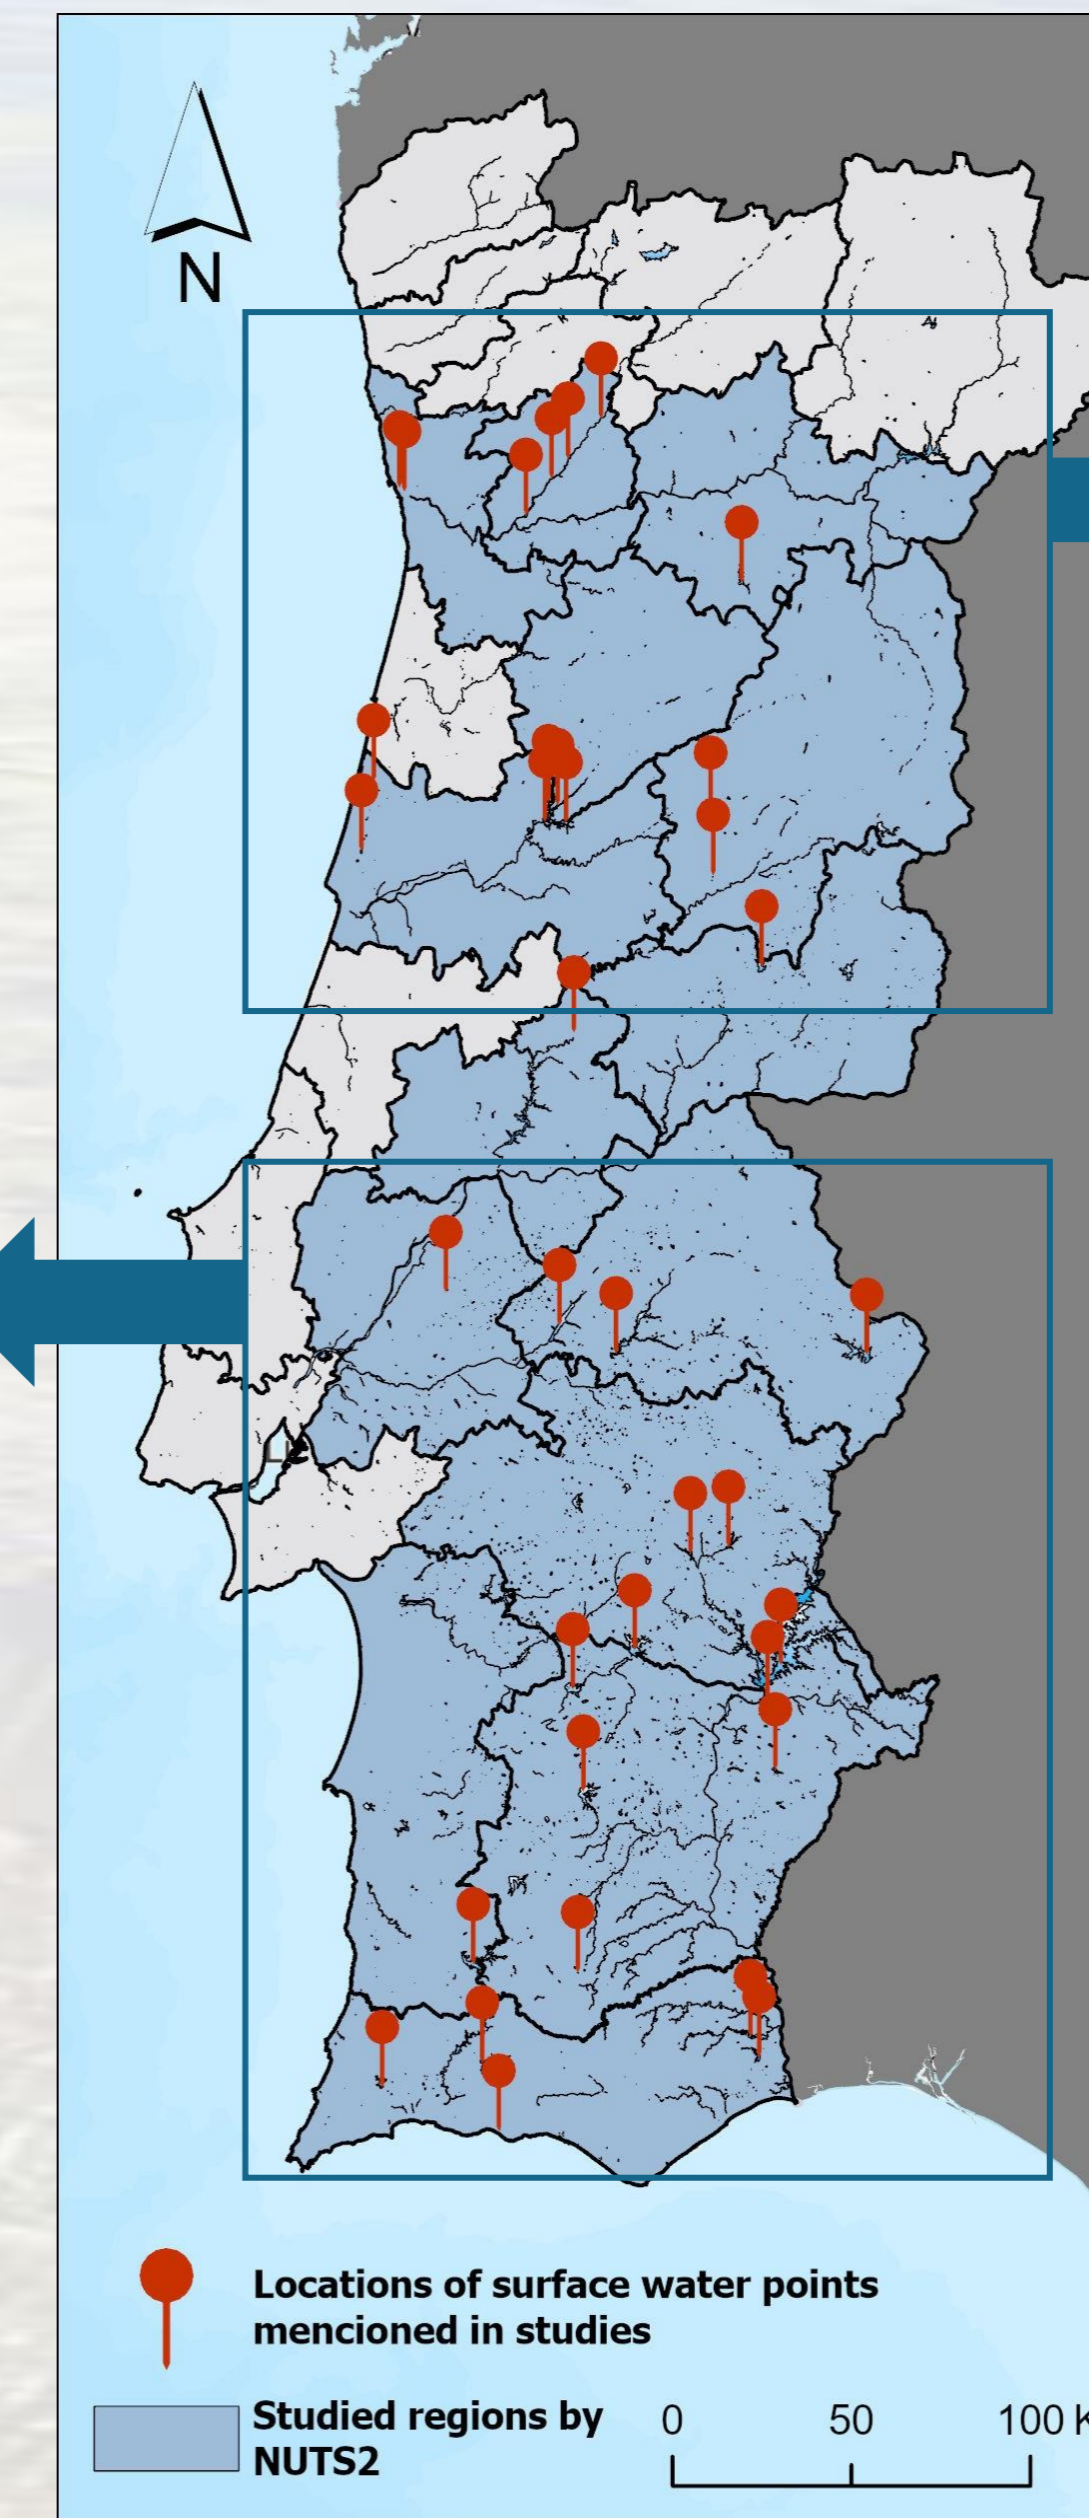 N
Locations of surface water points
mencioned in studies
Studied regions by
NUTS2
0 50 100 K